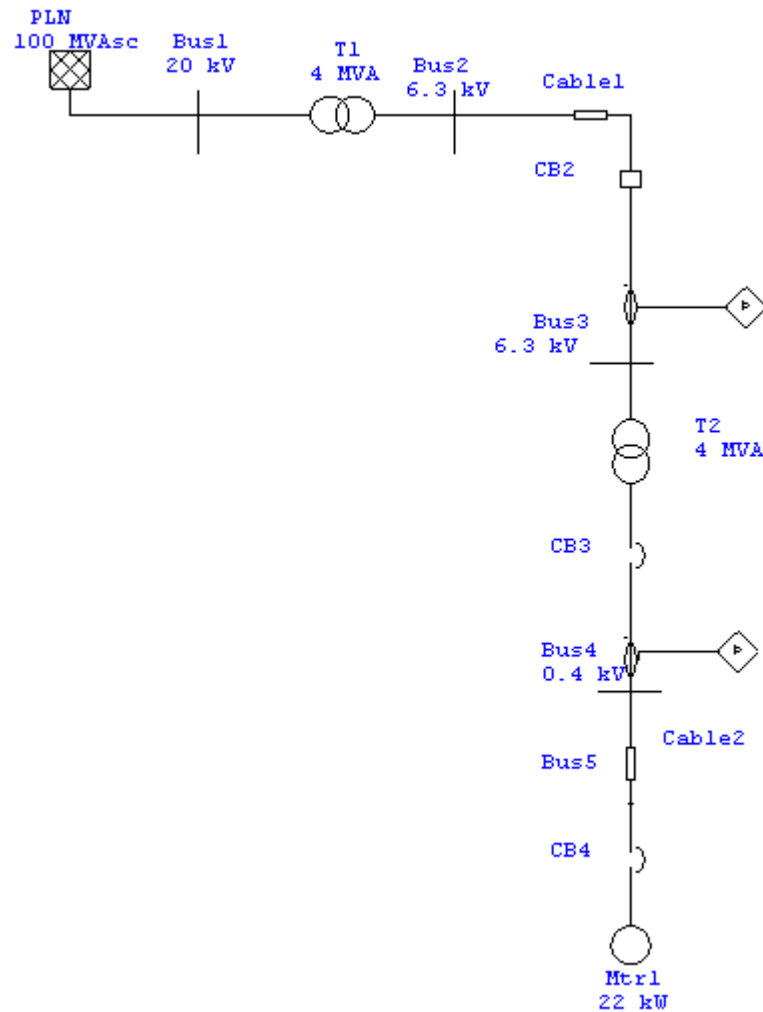 PLN
100 MVAsc
Bus1
20 kV
T1
4 MVA
Bus2
6.3 kV
Cable1
CB2
Bus3
6.3 kV
T2
4 MVA
CB3
Bus4
0.4 kV
Cable2
Bus5
CB4
Mtr1
22 kW